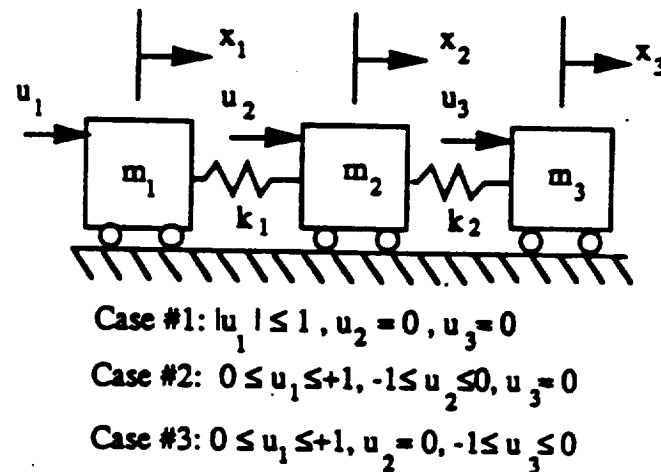 x₁ x₂ x₃
u₁ u₂ u₃
m₁ m₂ m₃
k₁ k₂
Case #1: |u₁| ≤ 1 , u₂ = 0 , u₃ = 0
Case #2: 0 ≤ u₁ ≤ +1, -1 ≤ u₂ ≤ 0, u₃ = 0
Case #3: 0 ≤ u₁ ≤ +1, u₂ = 0, -1 ≤ u₃ ≤ 0